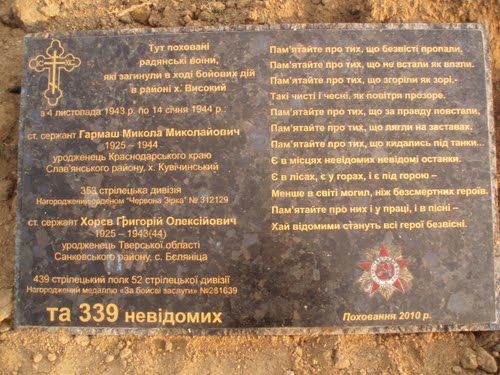 Тут поховані
радянські воїни,
які загинули в ході бойових дій
в районі х. Високий
з 4 листопада 1943 р. по 14 січня 1944 р.:
ст. сержант Гармаш Микола Миколайович
1925 – 1944
уродженець Краснодарського краю
Слав'янського району, х. Кувічинський
353 стрілецька дивізія
Нагороджений орденом "Червона Зірка" № 312129
ст. сержант Хорєв Григорій Олексійович
1925 – 1943(44)
уродженець Тверської області
Санковського району, с. Бєляніца
439 стрілецький полк 52 стрілецької дивізії
Нагороджений медаллю «За бойові заслуги» №281639
та 339 невідомих
Пам'ятайте про тих, що безвісті пропали,
Пам'ятайте про тих, що не встали як впали.
Пам'ятайте про тих, що згоріли як зорі,-
Такі чисті і чесні, як повітря прозоре.
Пам'ятайте про тих, що за правду повстали,
Пам'ятайте про тих, що лягли на заставах.
Пам'ятайте про тих, що кидались під танки...
Є в місцях невідомих невідомі останки.
Є в лісах, є у горах, і є під горою –
Менше в світі могил, ніж безсмертних героїв.
Пам'ятайте про них і у праці, і в пісні –
Хай відомими стануть всі герої безвісні.
Поховання 2010 р.